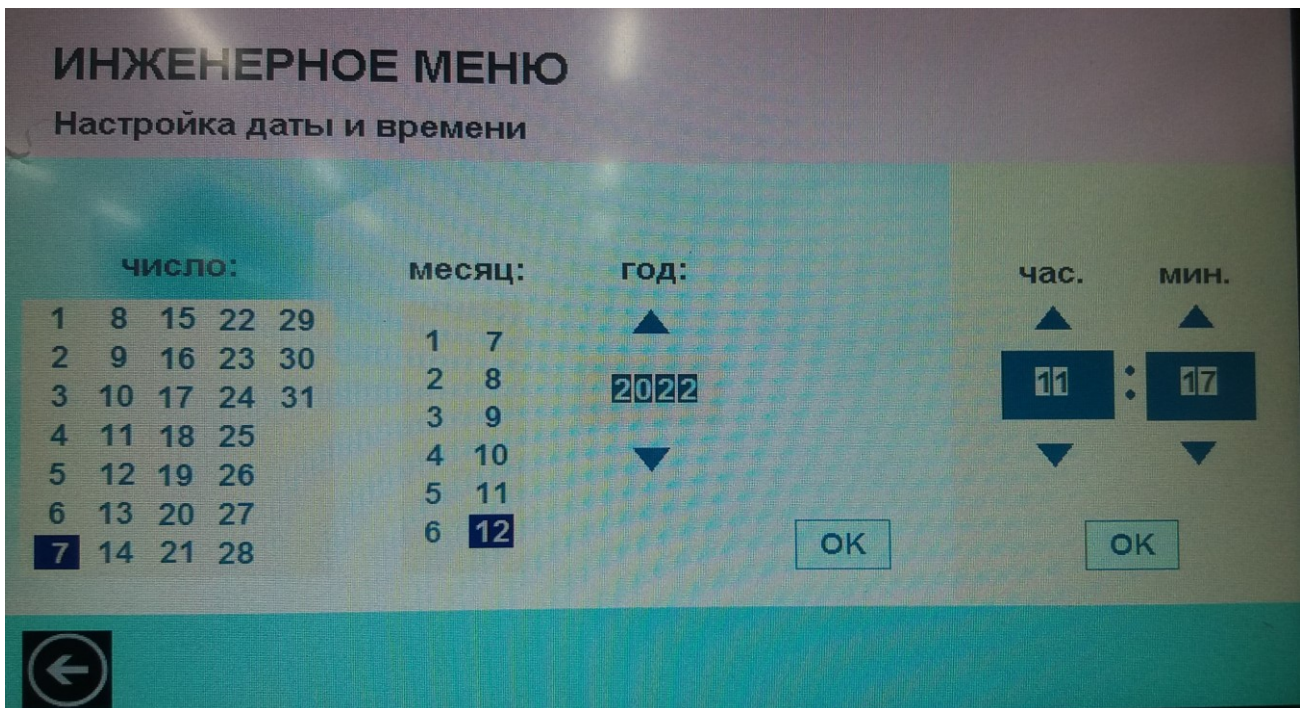 ИНЖЕНЕРНОЕ МЕНЮ
Настройка даты и времени
число: месяц: год: час. мин.
1 8 15 22 29
2 9 16 23 30
3 10 17 24 31
4 11 18 25
5 12 19 26
6 13 20 27
7 14 21 28
1 7
2 8
3 9
4 10
5 11
6 12
2022
11 : 17
OK OK